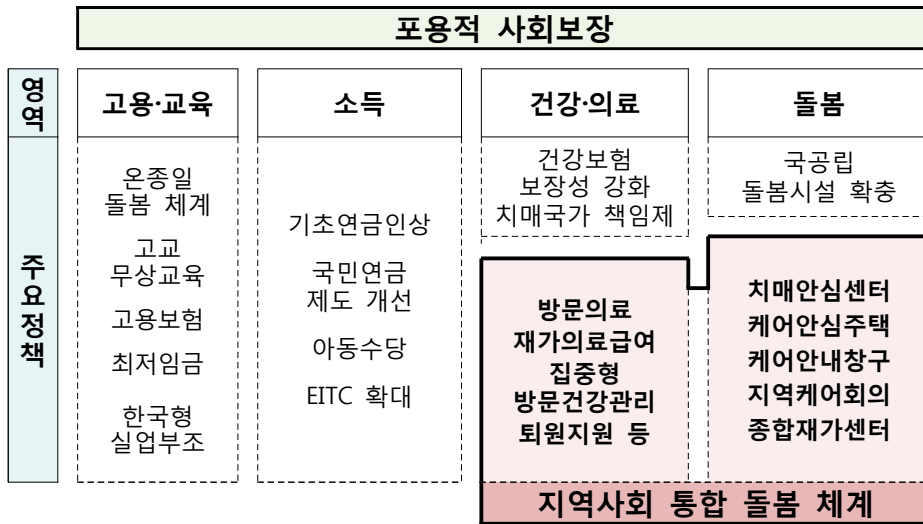 포용적 사회보장
영역
고용·교육
소득
건강·의료
돌봄
주요정책
온종일
돌봄 체계
고교
무상교육
고용보험
최저임금
한국형
실업부조
기초연금인상
국민연금
제도 개선
아동수당
EITC 확대
건강보험
보장성 강화
치매국가 책임제
방문의료
재가의료급여
집중형
방문건강관리
퇴원지원 등
국공립
돌봄시설 확충
치매안심센터
케어안심주택
케어안내창구
지역케어회의
종합재가센터
지역사회 통합 돌봄 체계